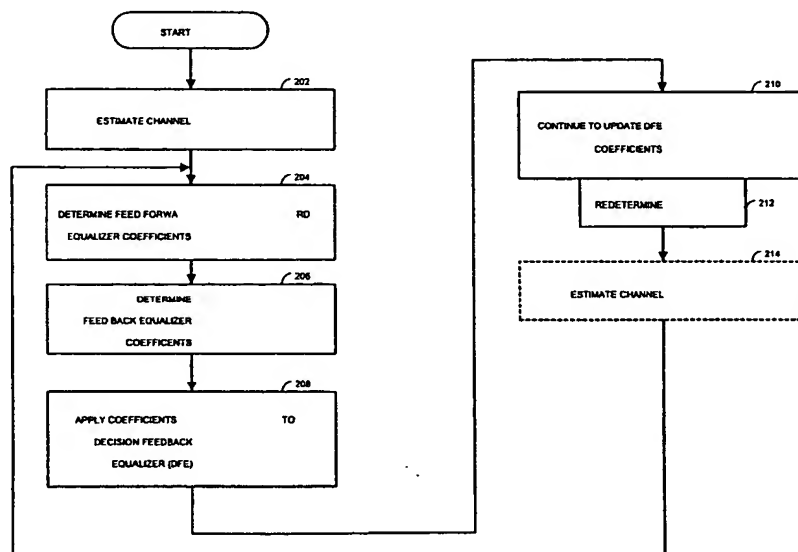 START
202
ESTIMATE CHANNEL
204
DETERMINE FEED FORWA RD
EQUALIZER COEFFICIENTS
206
DETERMINE
FEED BACK EQUALIZER
COEFFICENTS
208
APPLY COEFFICIENTS TO
DECISION FEEDBACK
EQUALIZER (DFE)
210
CONTINUE TO UPDATE DFE
COEFFICIENTS
212
REDETERMINE
214
ESTIMATE CHANNEL